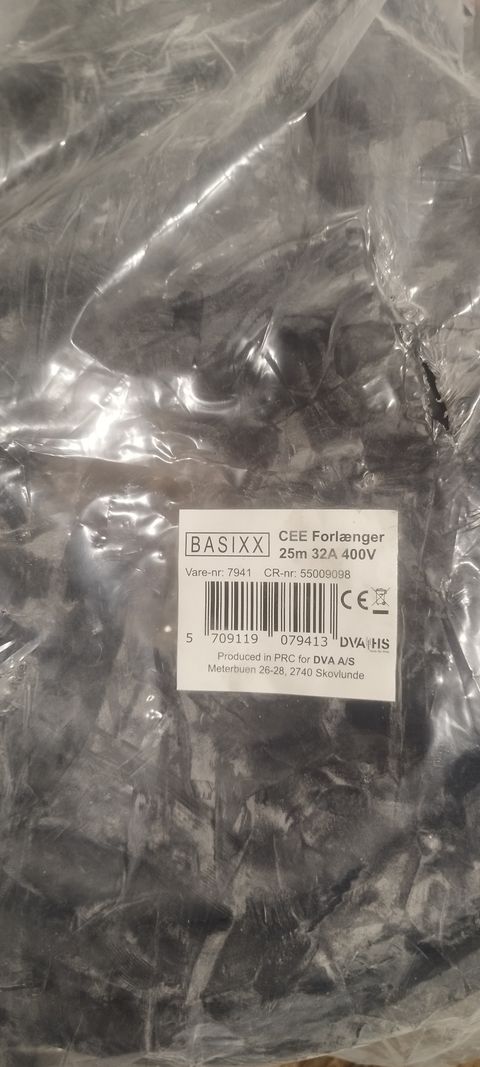 BASIXX
CEE Forlænger
25m 32A 400V
Vare-nr: 7941 CR-nr: 55009098
CE
5 709119 079413
DVA HS
Produced in PRC for DVA A/S
Meterbuen 26-28, 2740 Skovlunde